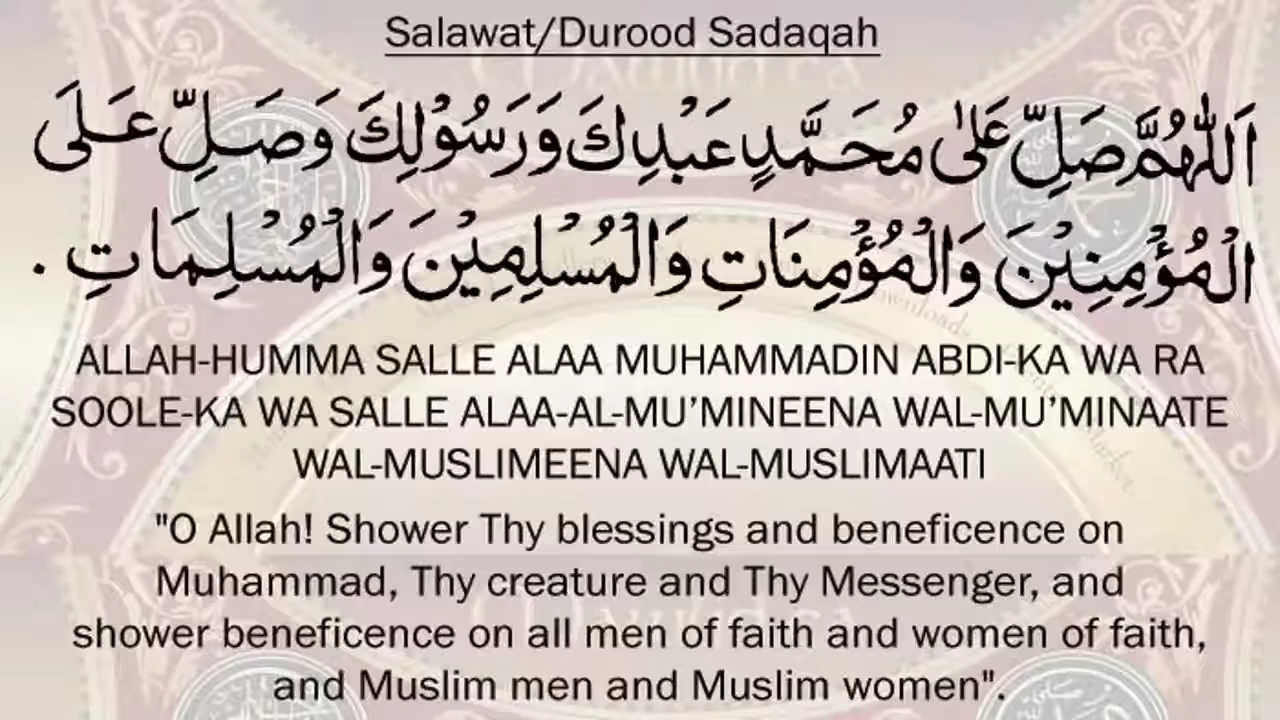 Salawat/Durood Sadaqah
اَللّٰهُمَّ صَلِّ عَلٰى مُحَمَّدٍ عَبْدِكَ وَرَسُوْلِكَ وَصَلِّ عَلَى
الْمُؤْمِنِيْنَ وَالْمُؤْمِنَاتِ وَالْمُسْلِمِيْنَ وَالْمُسْلِمَاتِ .
ALLAH-HUMMA SALLE ALAA MUHAMMADIN ABDI-KA WA RA
SOOLE-KA WA SALLE ALAA-AL-MU’MINEENA WAL-MU’MINAATE
WAL-MUSLIMEENA WAL-MUSLIMAATI
"O Allah! Shower Thy blessings and beneficence on
Muhammad, Thy creature and Thy Messenger, and
shower beneficence on all men of faith and women of faith,
and Muslim men and Muslim women".